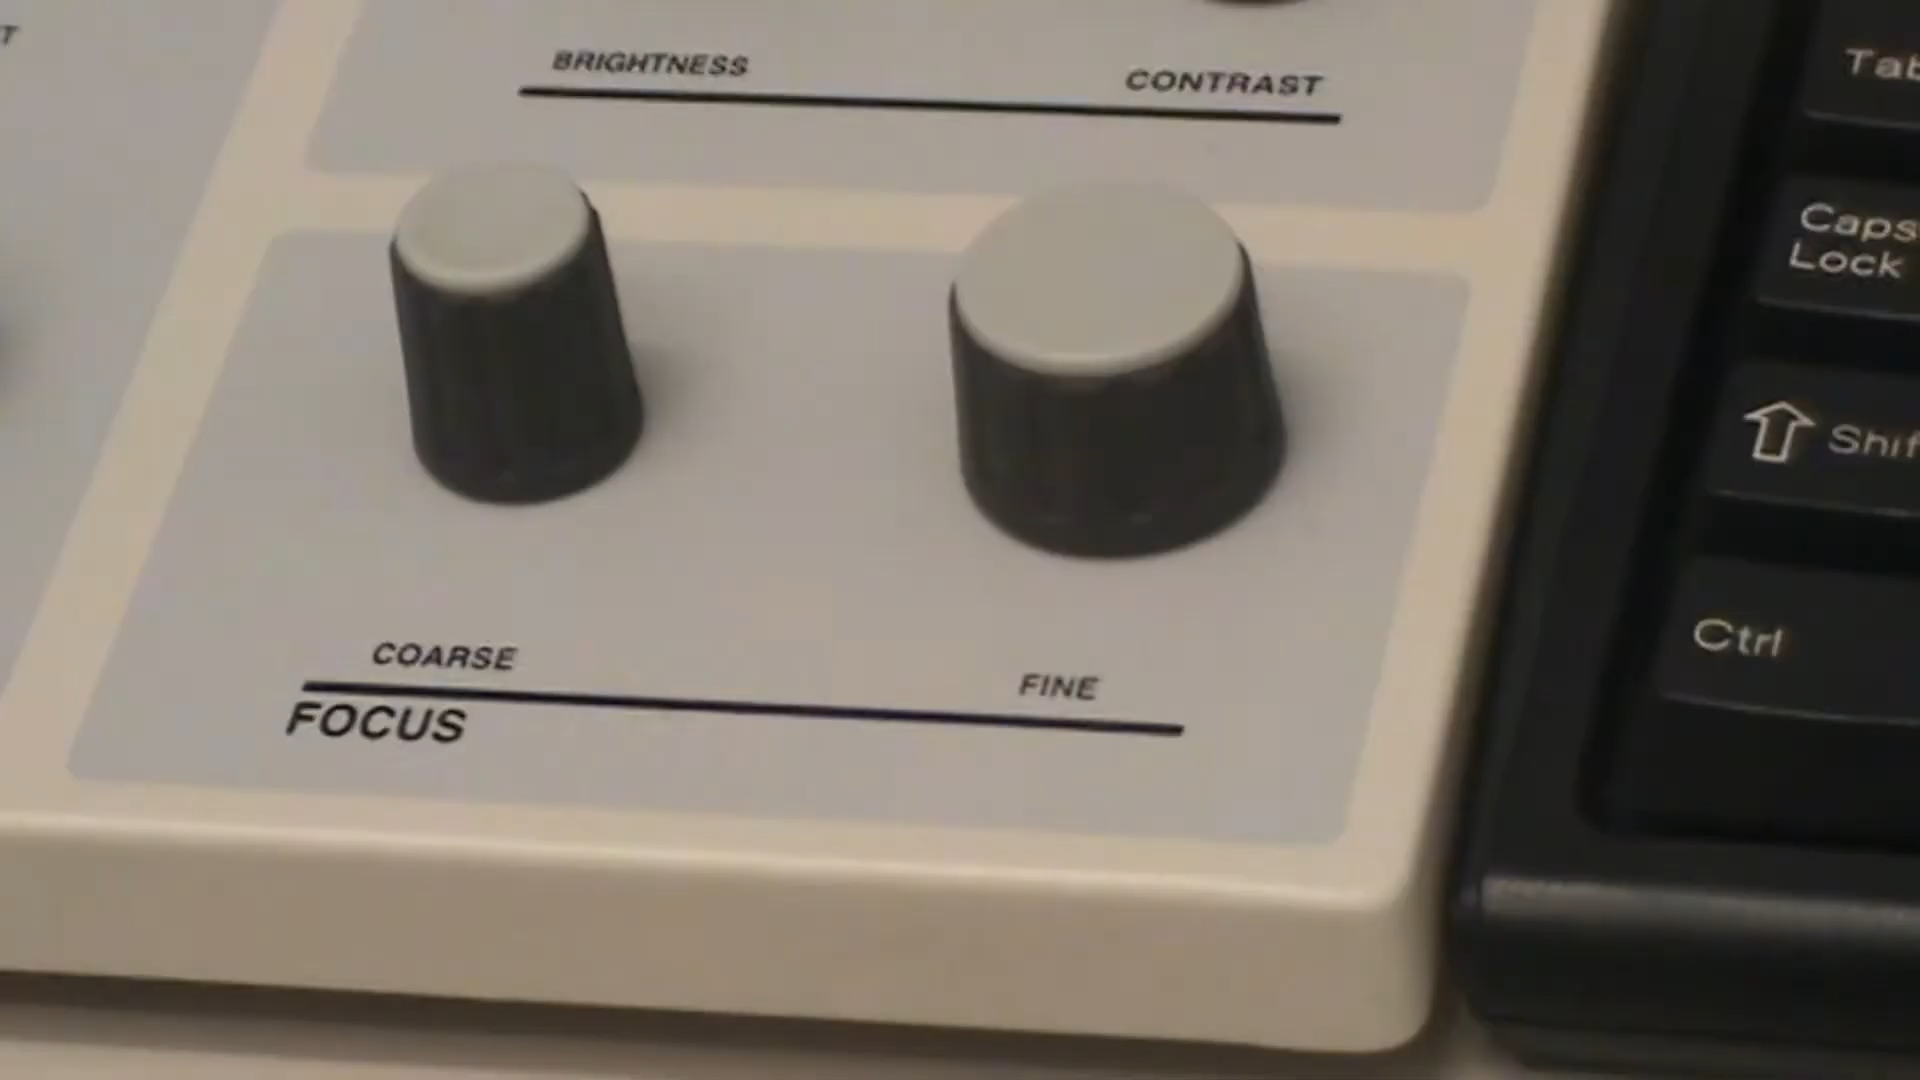 BRIGHTNESS
CONTRAST
COARSE
FINE
FOCUS
Caps
Lock
Ctrl